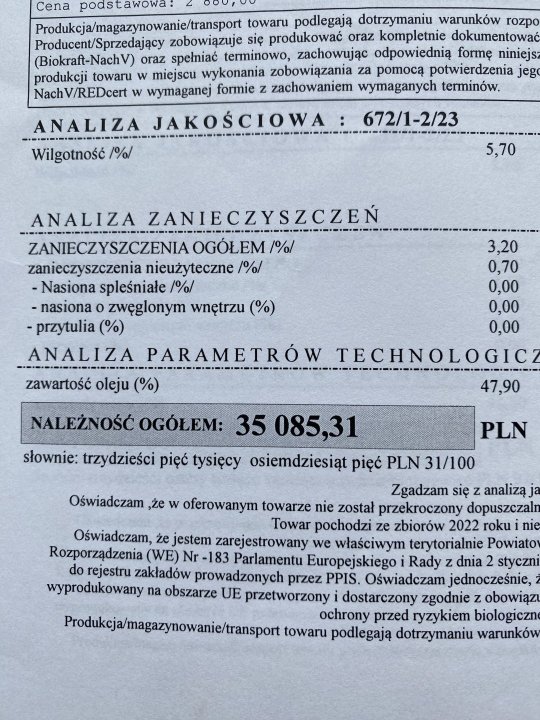 Cena podstawowa: 2 880,00
Produkcja/magazynowanie/transport towaru podlegają dotrzymaniu warunków rozpo
Producent/Sprzedający zobowiązuje się produkować oraz kompletnie dokumentować
(Biokraft-NachV) oraz spełniać terminowo, zachowując odpowiednią formę niniejsz
produkcji towaru w miejscu wykonania zobowiązania za pomocą potwierdzenia jego
NachV/REDcert w wymaganej formie z zachowaniem wymaganych terminów.
ANALIZA JAKOŚCIOWA : 672/1-2/23
Wilgotność /%/ 5,70
ANALIZA ZANIECZYSZCZEŃ
ZANIECZYSZCZENIA OGÓŁEM /%/ 3,20
zanieczyszczenia nieużyteczne /%/ 0,70
- Nasiona spleśniałe /%/ 0,00
- nasiona o zwęglonym wnętrzu (%) 0,00
- przytulia (%) 0,00
ANALIZA PARAMETRÓW TECHNOLOGICZ
zawartość oleju (%) 47,90
NALEŻNOŚĆ OGÓŁEM: 35 085,31 PLN
słownie: trzydzieści pięć tysięcy osiemdziesiąt pięć PLN 31/100
Zgadzam się z analizą ja
Oświadczam ,że w oferowanym towarze nie został przekroczony dopuszczaln
Towar pochodzi ze zbiorów 2022 roku i nie
Oświadczam, że jestem zarejestrowany we właściwym terytorialnie Powiatow
Rozporządzenia (WE) Nr -183 Parlamentu Europejskiego i Rady z dnia 2 styczni
do rejestru zakładów prowadzonych przez PPIS. Oświadczam jednocześnie, ż
wyprodukowany na obszarze UE przetworzony i dostarczony zgodnie z obowiązu
ochrony przed ryzykiem biologiczne
Produkcja/magazynowanie/transport towaru podlegają dotrzymaniu warunków